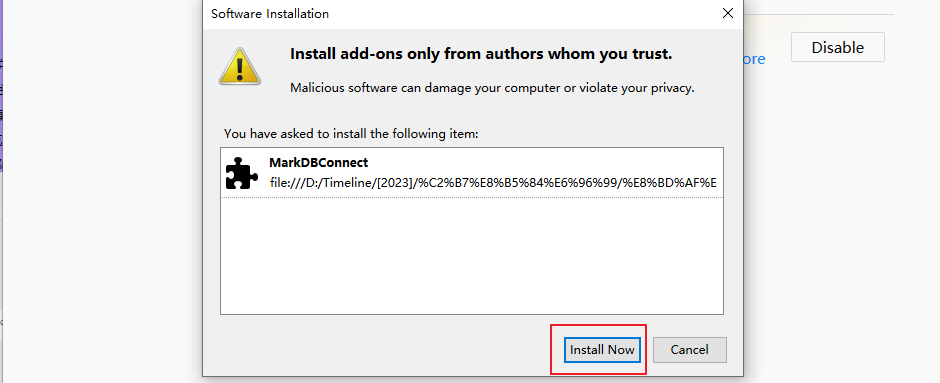 Software Installation
Install add-ons only from authors whom you trust.
Malicious software can damage your computer or violate your privacy.
You have asked to install the following item:
MarkDBConnect
file:///D:/Timeline/[2023]/%C2%B7%E8%B5%84%E6%96%99/%E8%BD%AF%E
Install Now
Cancel
ore
Disable